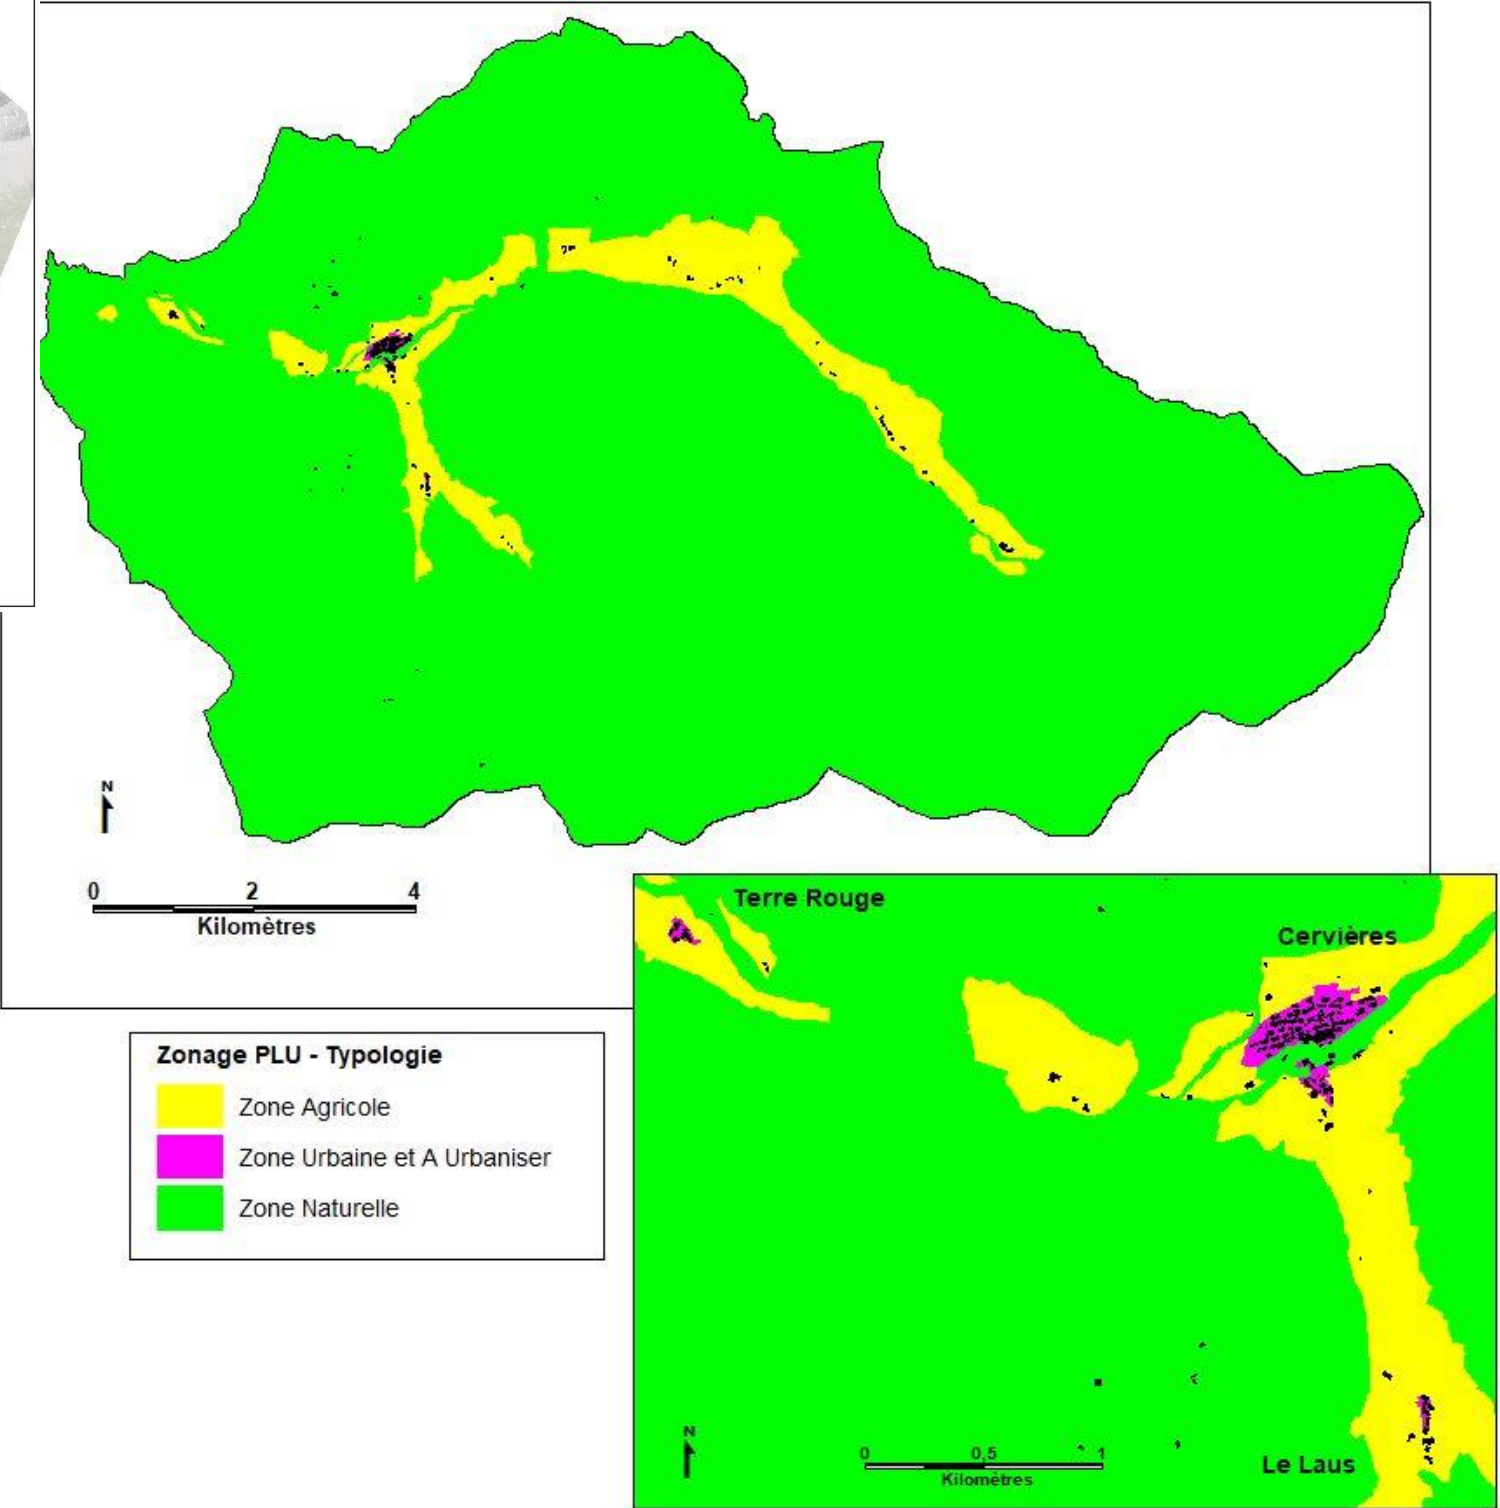 N
0 2 4
Kilomètres
Terre Rouge
Cervières
Zonage PLU - Typologie
Zone Agricole
Zone Urbaine et A Urbaniser
Zone Naturelle
N
0 0,5 1
Kilomètres
Le Laus